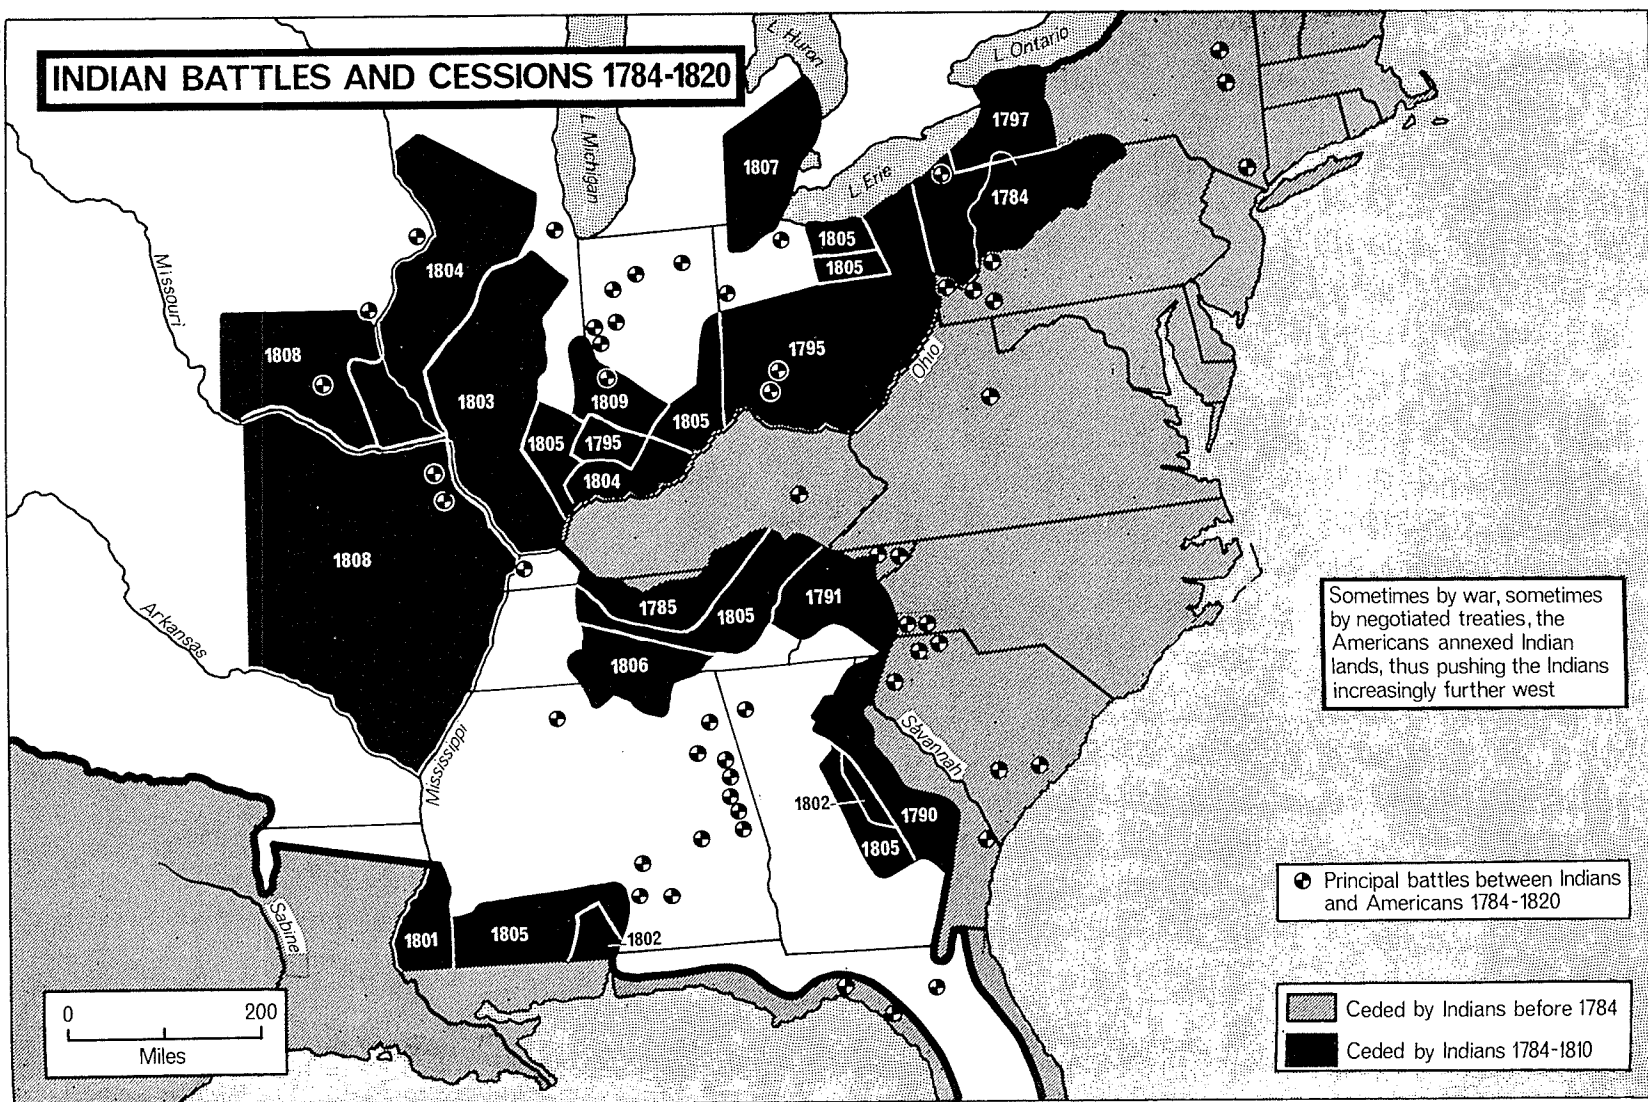 INDIAN BATTLES AND CESSIONS 1784-1820
L. Huron
L. Ontario
L. Michigan
L. Erie
1797
1807
1784
1805
1805
1804
Missouri
1808
1795
Ohio
1803
1809
1805
1805
1795
1804
1808
1785
1805
1791
1806
Arkansas
Mississippi
Savannah
1802
1790
1805
1801
1805
1802
Sabine
Sometimes by war, sometimes
by negotiated treaties, the
Americans annexed Indian
lands, thus pushing the Indians
increasingly further west
Principal battles between Indians
and Americans 1784-1820
Ceded by Indians before 1784
Ceded by Indians 1784-1810
0 200
Miles